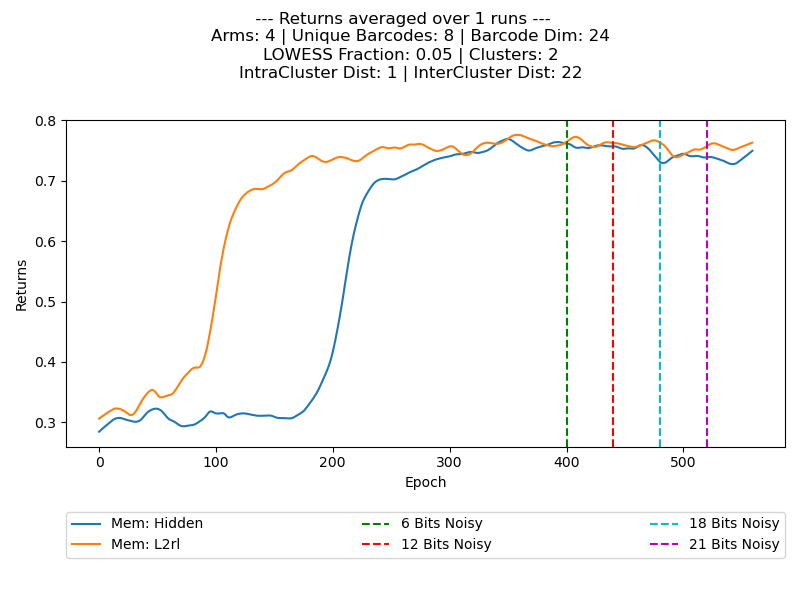 --- Returns averaged over 1 runs ---
Arms: 4 | Unique Barcodes: 8 | Barcode Dim: 24
LOWESS Fraction: 0.05 | Clusters: 2
IntraCluster Dist: 1 | InterCluster Dist: 22
0.8
0.7
0.6
0.5
0.4
0.3
Returns
0 100 200 300 400 500
Epoch
Mem: Hidden 6 Bits Noisy 18 Bits Noisy
Mem: L2rl 12 Bits Noisy 21 Bits Noisy